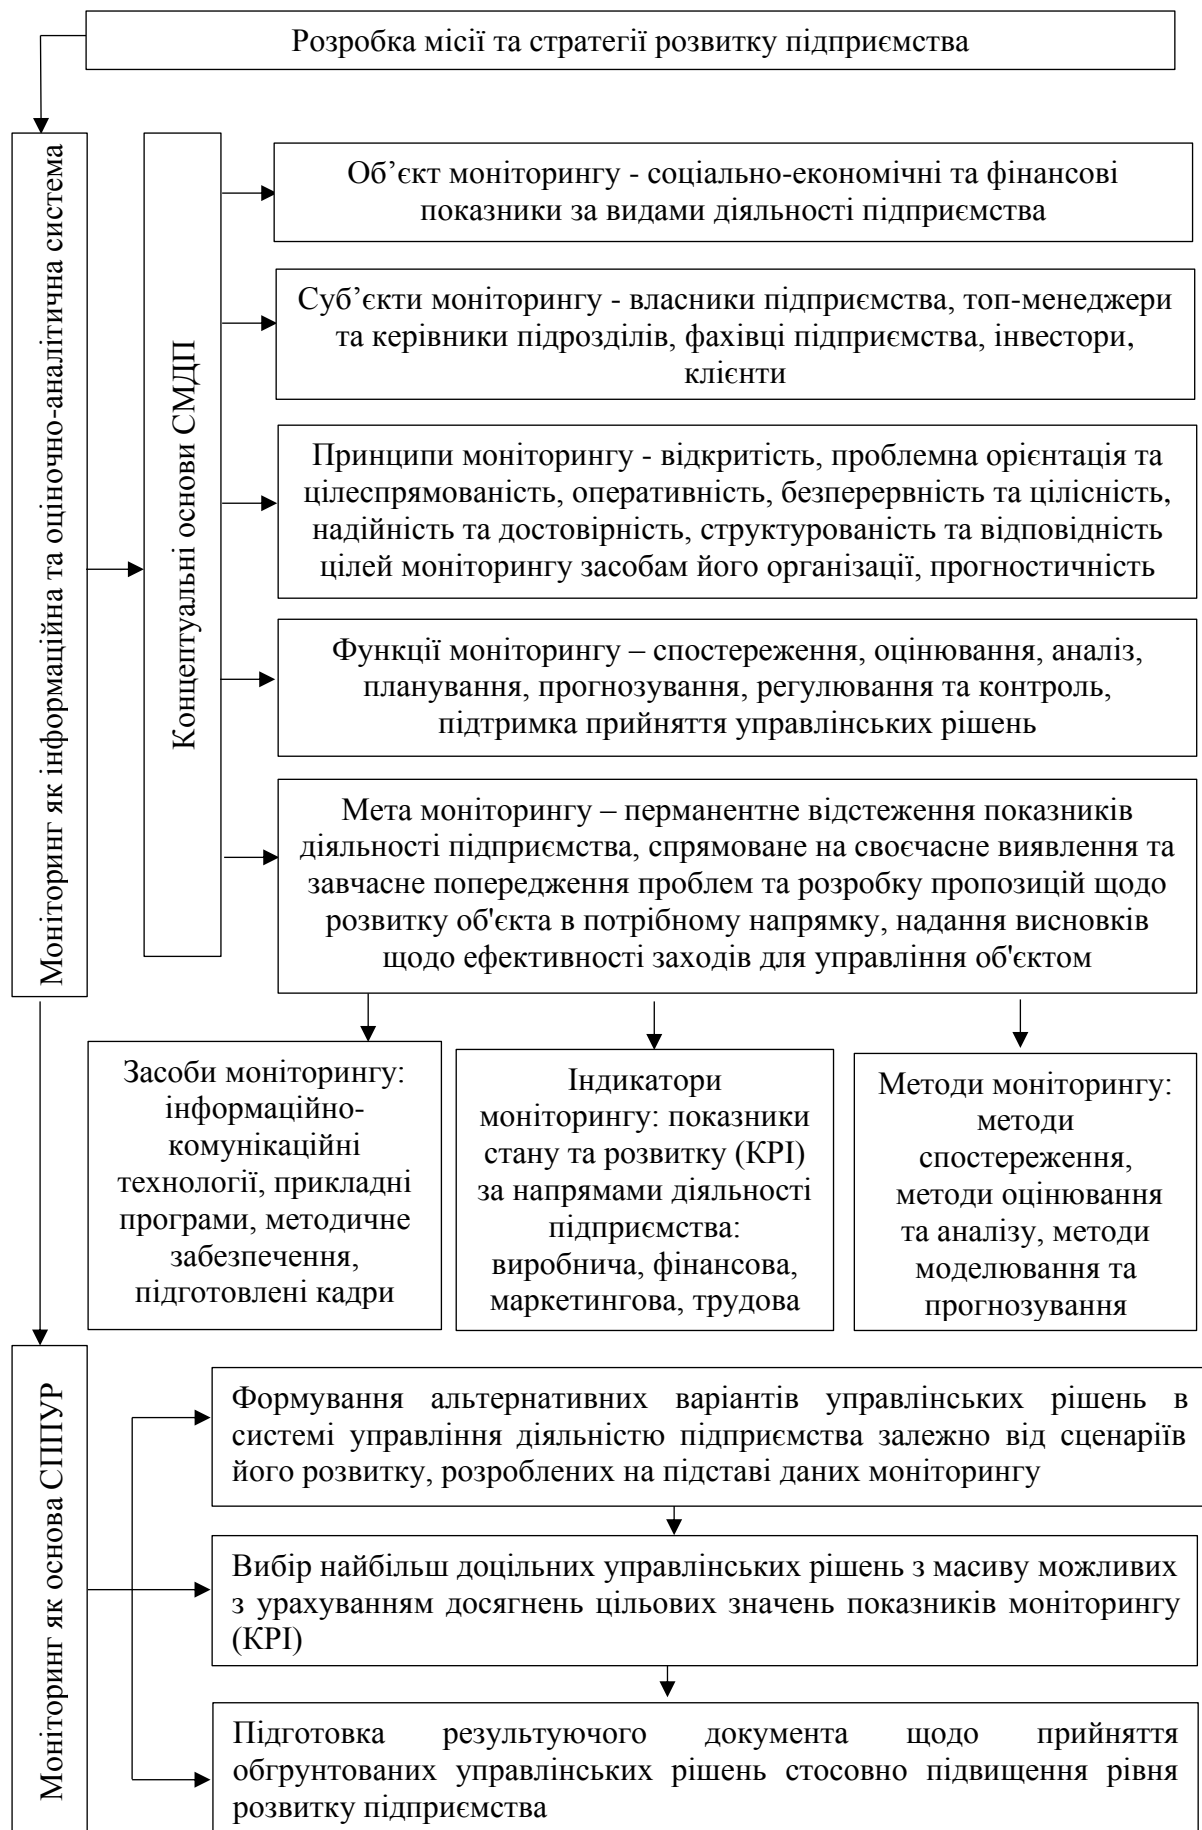 Розробка місії та стратегії розвитку підприємства
Моніторинг як інформаційна та оціночно-аналітична система
Концептуальні основи СМДП
Об’єкт моніторингу - соціально-економічні та фінансові
показники за видами діяльності підприємства
Суб’єкти моніторингу - власники підприємства, топ-менеджери
та керівники підрозділів, фахівці підприємства, інвестори,
клієнти
Принципи моніторингу - відкритість, проблемна орієнтація та
цілеспрямованість, оперативність, безперервність та цілісність,
надійність та достовірність, структурованість та відповідність
цілей моніторингу засобам його організації, прогностичність
Функції моніторингу – спостереження, оцінювання, аналіз,
планування, прогнозування, регулювання та контроль,
підтримка прийняття управлінських рішень
Мета моніторингу – перманентне відстеження показників
діяльності підприємства, спрямоване на своєчасне виявлення та
завчасне попередження проблем та розробку пропозицій щодо
розвитку об'єкта в потрібному напрямку, надання висновків
щодо ефективності заходів для управління об'єктом
Засоби моніторингу:
інформаційно-
комунікаційні
технології, прикладні
програми, методичне
забезпечення,
підготовлені кадри
Індикатори
моніторингу: показники
стану та розвитку (КРІ)
за напрямами діяльності
підприємства:
виробнича, фінансова,
маркетингова, трудова
Методи моніторингу:
методи
спостереження,
методи оцінювання
та аналізу, методи
моделювання та
прогнозування
Моніторинг як основа СППУР
Формування альтернативних варіантів управлінських рішень в
системі управління діяльністю підприємства залежно від сценаріїв
його розвитку, розроблених на підставі даних моніторингу
Вибір найбільш доцільних управлінських рішень з масиву можливих
з урахуванням досягнень цільових значень показників моніторингу
(КРІ)
Підготовка результуючого документа щодо прийняття
обгрунтованих управлінських рішень стосовно підвищення рівня
розвитку підприємства